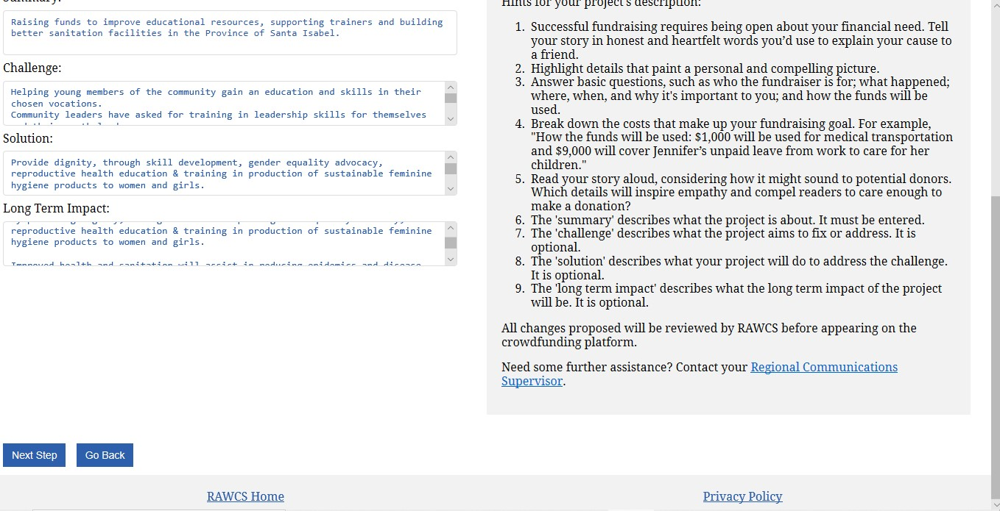 Summary:
Raising funds to improve educational resources, supporting trainers and building
better sanitation facilities in the Province of Santa Isabel.
Challenge:
Helping young members of the community gain an education and skills in their
chosen vocations.
Community leaders have asked for training in leadership skills for themselves
Solution:
Provide dignity, through skill development, gender equality advocacy,
reproductive health education & training in production of sustainable feminine
hygiene products to women and girls.
Long Term Impact:
reproductive health education & training in production of sustainable feminine
hygiene products to women and girls.
Improved health and sanitation will assist in reducing epidemics and disease
Next Step
Go Back
Hints for your project's description:
1. Successful fundraising requires being open about your financial need. Tell
your story in honest and heartfelt words you’d use to explain your cause to
a friend.
2. Highlight details that paint a personal and compelling picture.
3. Answer basic questions, such as who the fundraiser is for; what happened;
where, when, and why it's important to you; and how the funds will be
used.
4. Break down the costs that make up your fundraising goal. For example,
"How the funds will be used: $1,000 will be used for medical transportation
and $9,000 will cover Jennifer’s unpaid leave from work to care for her
children."
5. Read your story aloud, considering how it might sound to potential donors.
Which details will inspire empathy and compel readers to care enough to
make a donation?
6. The 'summary' describes what the project is about. It must be entered.
7. The 'challenge' describes what the project aims to fix or address. It is
optional.
8. The 'solution' describes what your project will do to address the challenge.
It is optional.
9. The 'long term impact' describes what the long term impact of the project
will be. It is optional.
All changes proposed will be reviewed by RAWCS before appearing on the
crowdfunding platform.
Need some further assistance? Contact your Regional Communications
Supervisor.
RAWCS Home
Privacy Policy